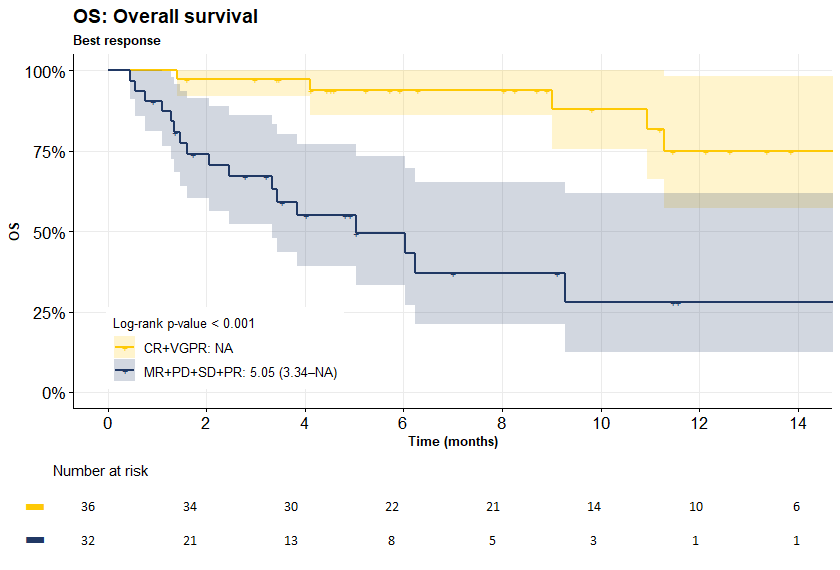 OS: Overall survival
Best response
100%
75%
50%
25%
0%
OS
Log-rank p-value < 0.001
CR+VGPR: NA
MR+PD+SD+PR: 5.05 (3.34–NA)
0 2 4 6 8 10 12 14
Time (months)
Number at risk
36 34 30 22 21 14 10 6
32 21 13 8 5 3 1 1